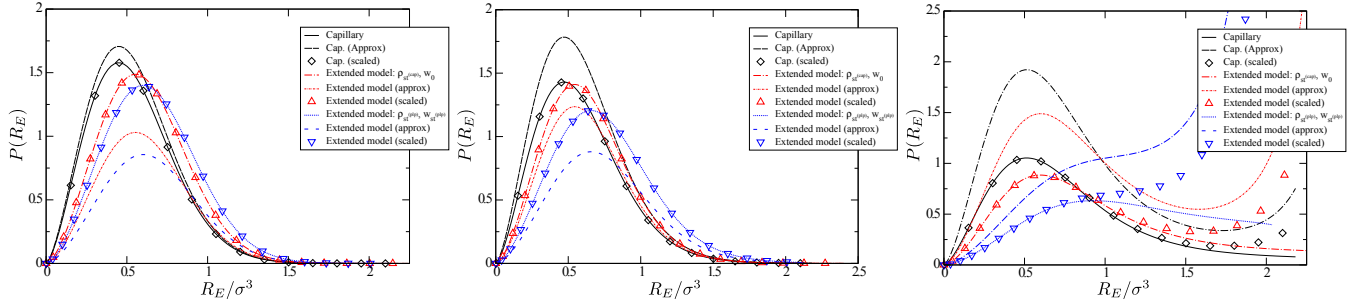 P(R_E)
2
1.5
1
0.5
0
0 0.5 1 1.5 2
R_E/σ^3
Capillary
Cap. (Approx)
Cap. (scaled)
Extended model: ρ_st^(cap), w_0
Extended model (approx)
Extended model (scaled)
Extended model: ρ_st^(plp), w_st^(plp)
Extended model (approx)
Extended model (scaled)
P(R_E)
2
1.5
1
0.5
0
0 0.5 1 1.5 2 2.5
R_E/σ^3
Capillary
Cap. (Approx)
Cap. (scaled)
Extended model: ρ_st^(cap), w_0
Extended model (approx)
Extended model (scaled)
Extended model: ρ_st^(plp), w_st^(plp)
Extended model (approx)
Extended model (scaled)
P(R_E)
2.5
2
1.5
1
0.5
0
0 0.5 1 1.5 2
R_E/σ^3
Capillary
Cap. (Approx)
Cap. (scaled)
Extended model: ρ_st^(cap), w_0
Extended model (approx)
Extended model (scaled)
Extended model: ρ_st^(plp), w_st^(plp)
Extended model (approx)
Extended model (scaled)